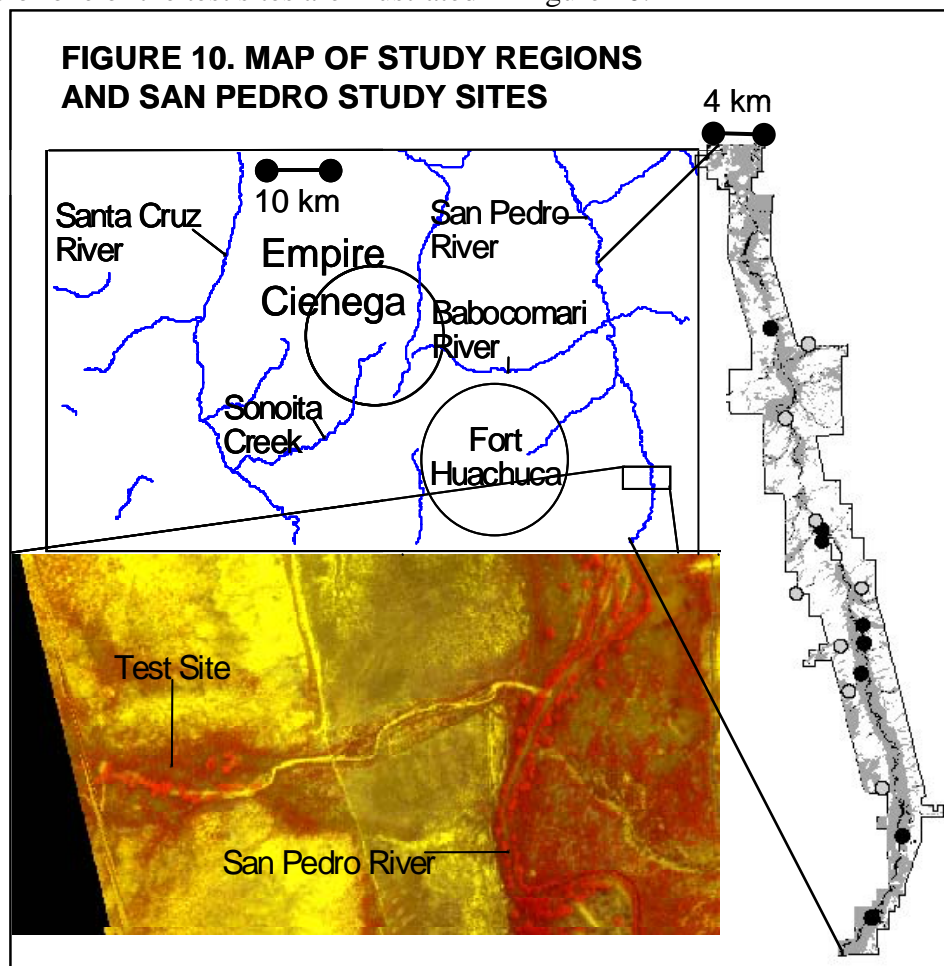 FIGURE 10. MAP OF STUDY REGIONS
AND SAN PEDRO STUDY SITES
4 km
10 km
Santa Cruz
River
Empire
Cienega
San Pedro
River
Babocomari
River
Sonoita
Creek
Fort
Huachuca
Test Site
San Pedro River